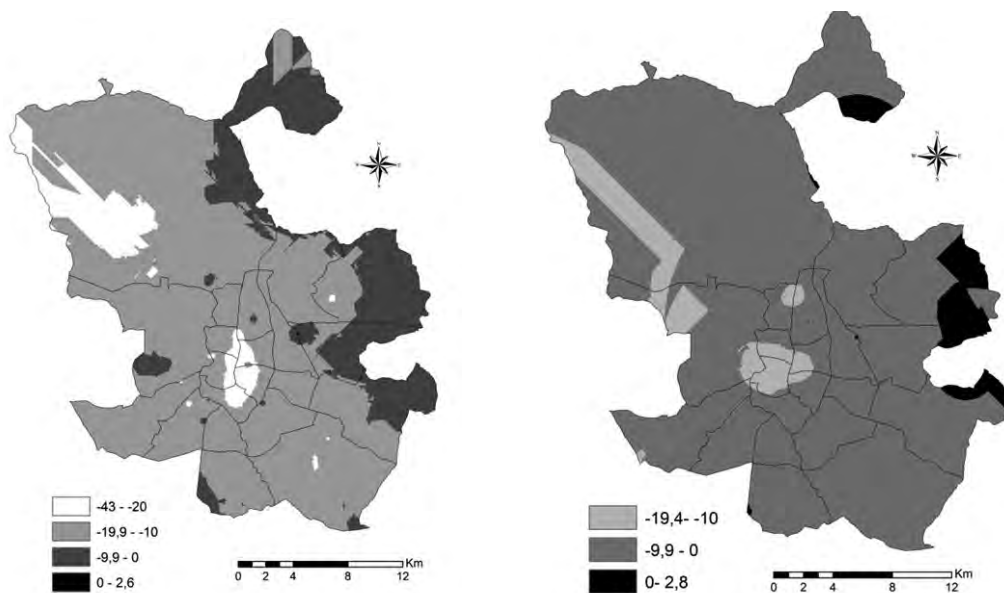 N
W E
S
N
W E
S
-43 - -20
-19,9 - -10
-9,9 - 0
0 - 2,6
Km
0 2 4 8 12
-19,4- -10
-9,9 - 0
0- 2,8
Km
0 2 4 8 12